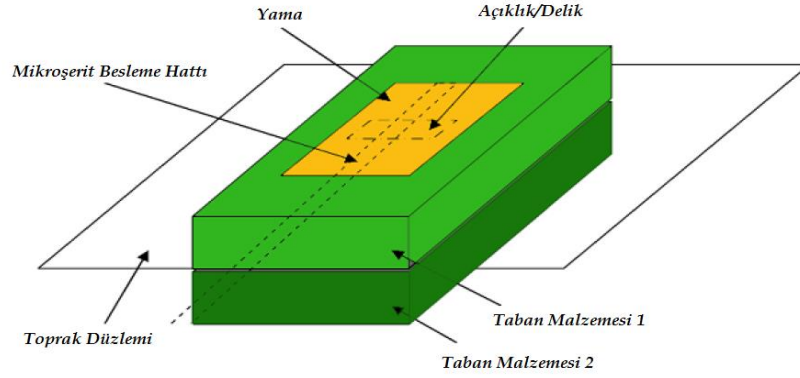 Açıklık/Delik
Yama
Mikroşerit Besleme Hattı
Toprak Düzlemi
Taban Malzemesi 1
Taban Malzemesi 2